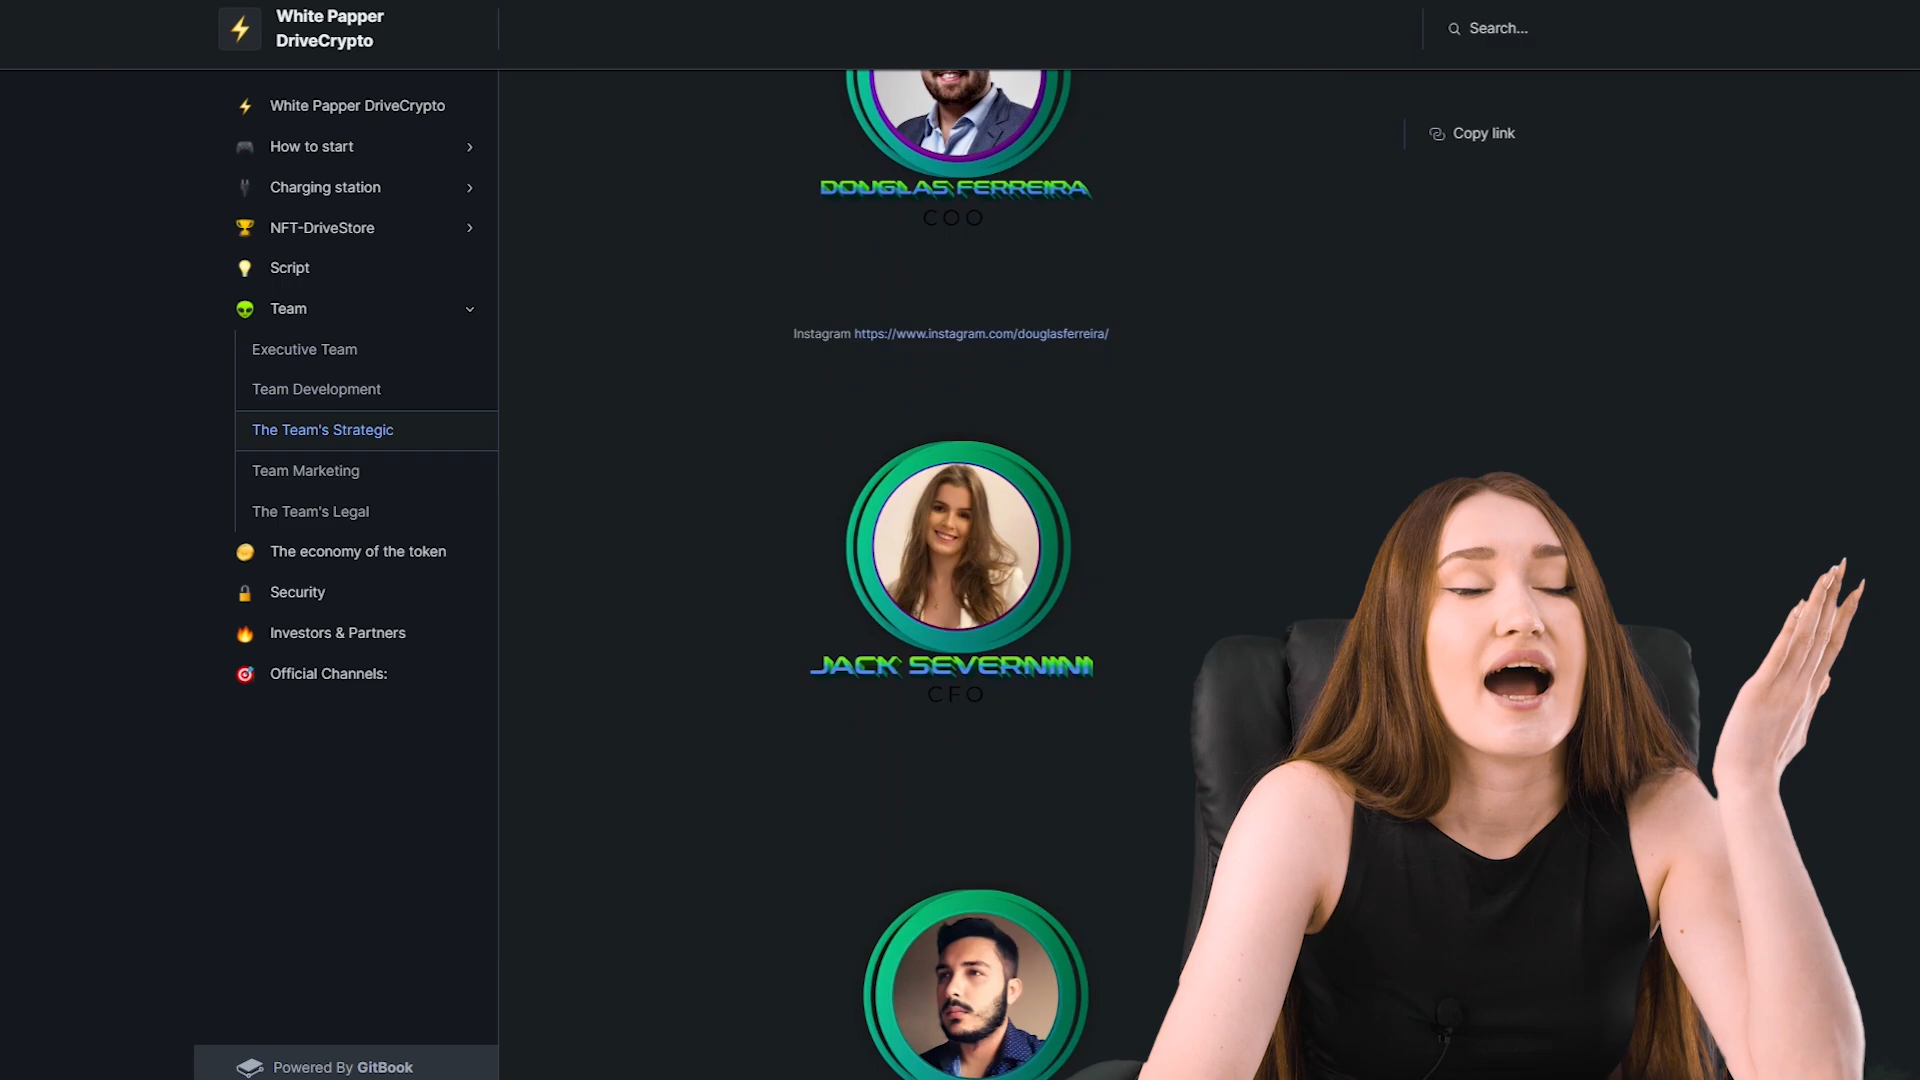 White Papper
DriveCrypto
Search...
White Papper DriveCrypto
How to start
Charging station
NFT-DriveStore
Script
Team
Executive Team
Team Development
The Team's Strategic
Team Marketing
The Team's Legal
The economy of the token
Security
Investors & Partners
Official Channels:
Powered By GitBook
Copy link
DOUGLAS FERREIRA
COO
Instagram https://www.instagram.com/douglasferreira/
JACK SEVERNINI
CFO